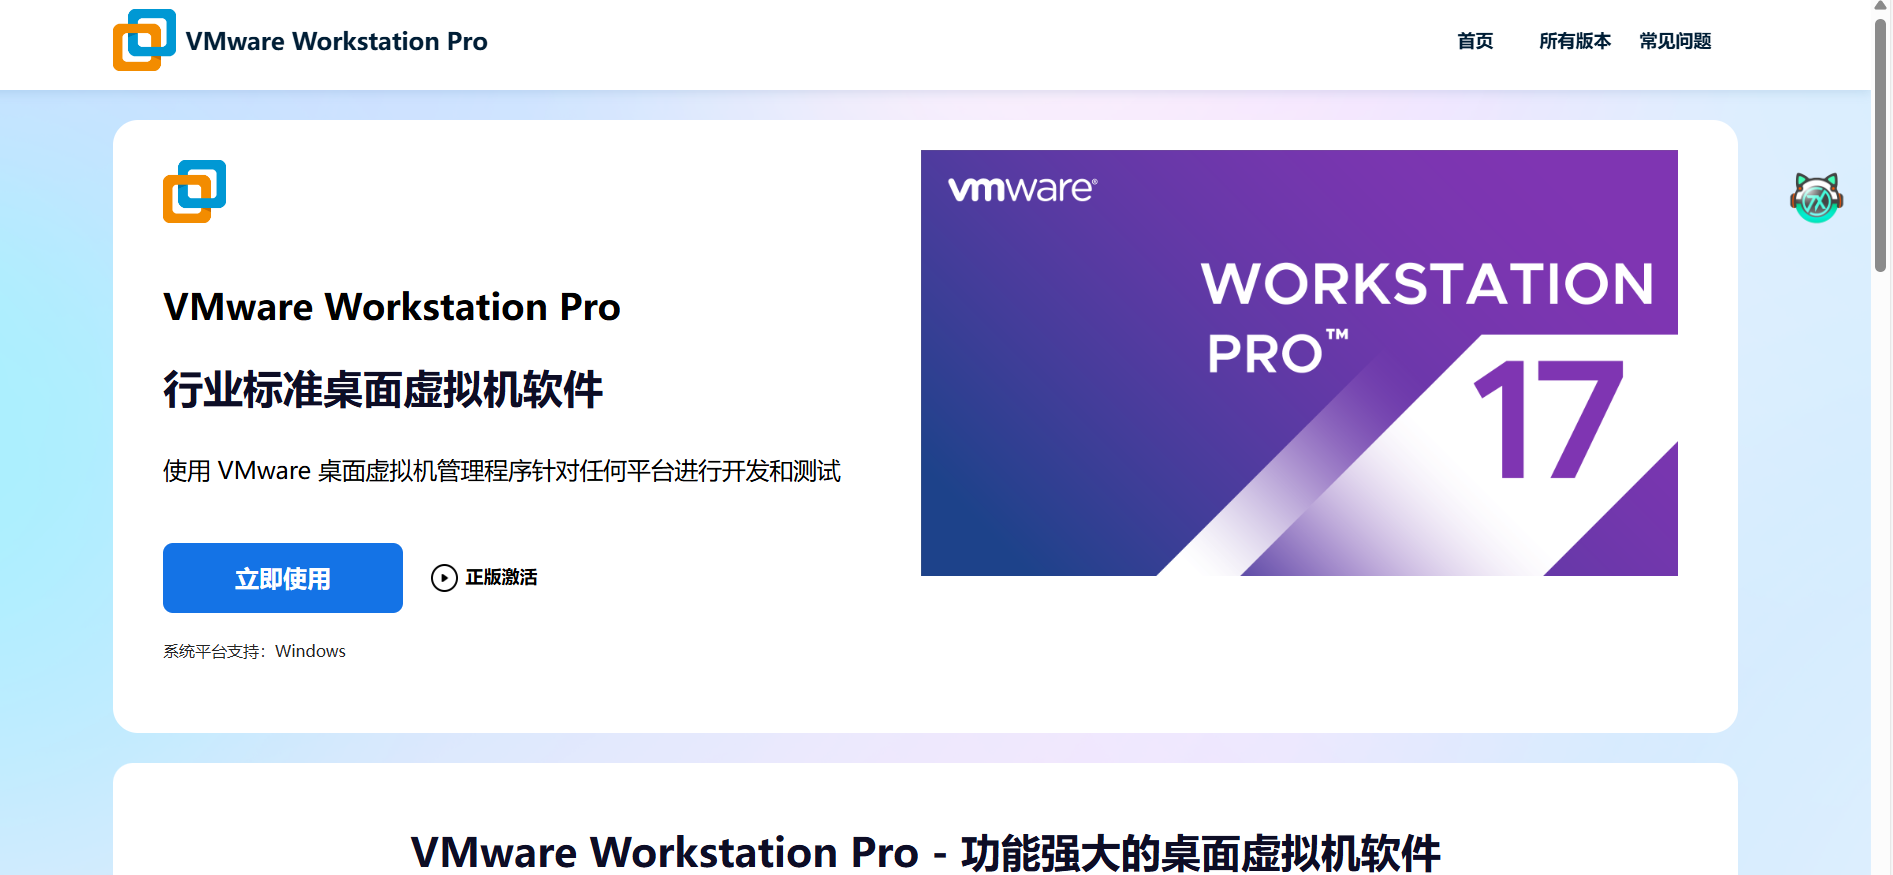 VMware Workstation Pro
首页
所有版本
常见问题
VMware Workstation Pro
行业标准桌面虚拟机软件
使用 VMware 桌面虚拟机管理程序针对任何平台进行开发和测试
立即使用
正版激活
系统平台支持：Windows
vmware®
WORKSTATION
PRO™
17
7X
VMware Workstation Pro - 功能强大的桌面虚拟机软件